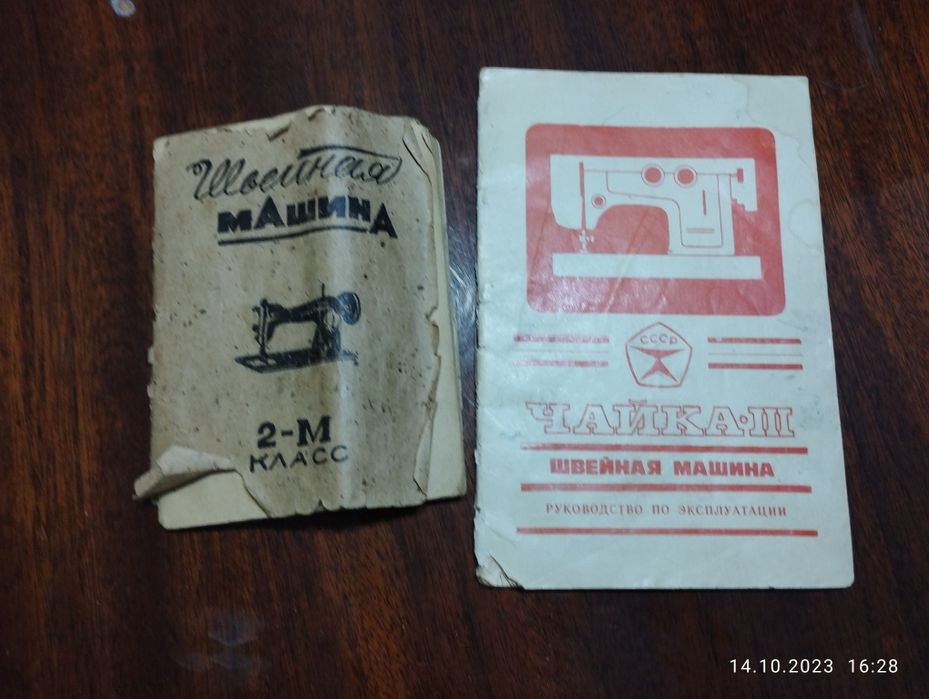 Швейная
мАшинА
2-М
КЛАСС
СССР
ЧАЙКА·III
ШВЕЙНАЯ МАШИНА
РУКОВОДСТВО ПО ЭКСПЛУАТАЦИИ
14.10.2023 16:28